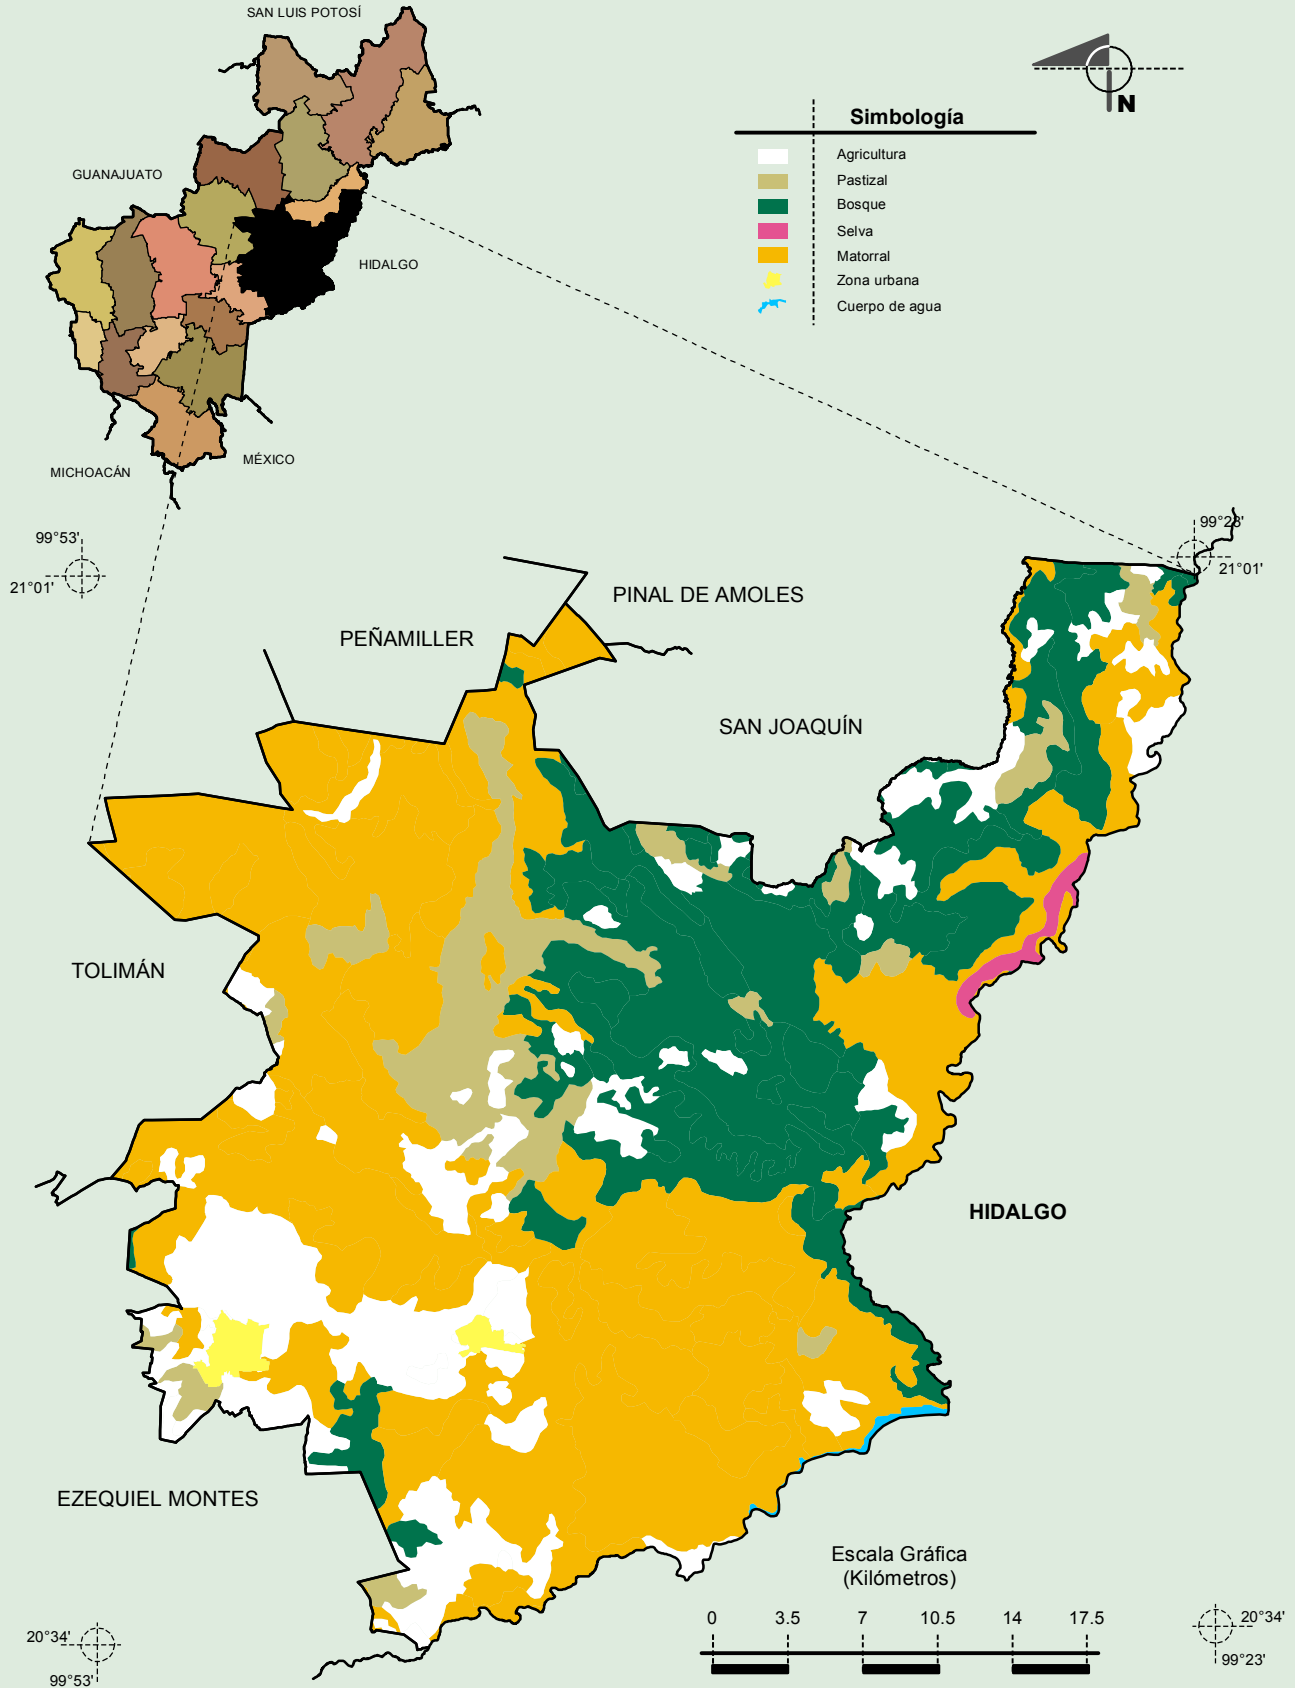 SAN LUIS POTOSÍ
GUANAJUATO
HIDALGO
MICHOACÁN
MÉXICO
N
Simbología
Agricultura
Pastizal
Bosque
Selva
Matorral
Zona urbana
Cuerpo de agua
99°53'
21°01'
99°23'
21°01'
PINAL DE AMOLES
PEÑAMILLER
SAN JOAQUÍN
TOLIMÁN
HIDALGO
EZEQUIEL MONTES
Escala Gráfica
(Kilómetros)
0 3.5 7 10.5 14 17.5
20°34'
99°53'
20°34'
99°23'